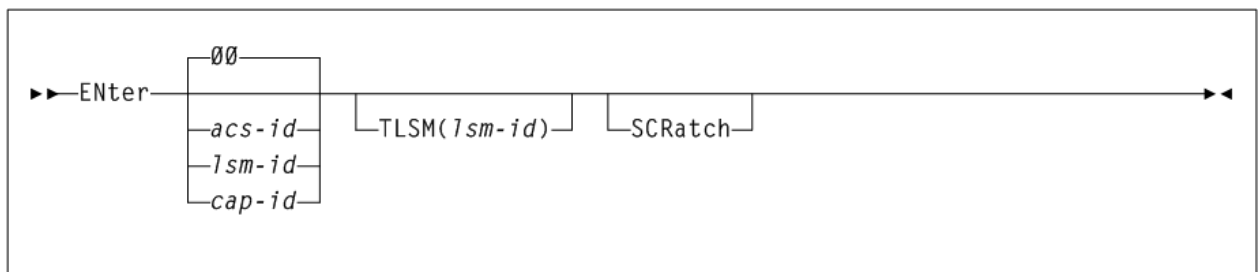 00
ENter
acs-id
lsm-id
cap-id
TLSM(lsm-id)
SCRatch